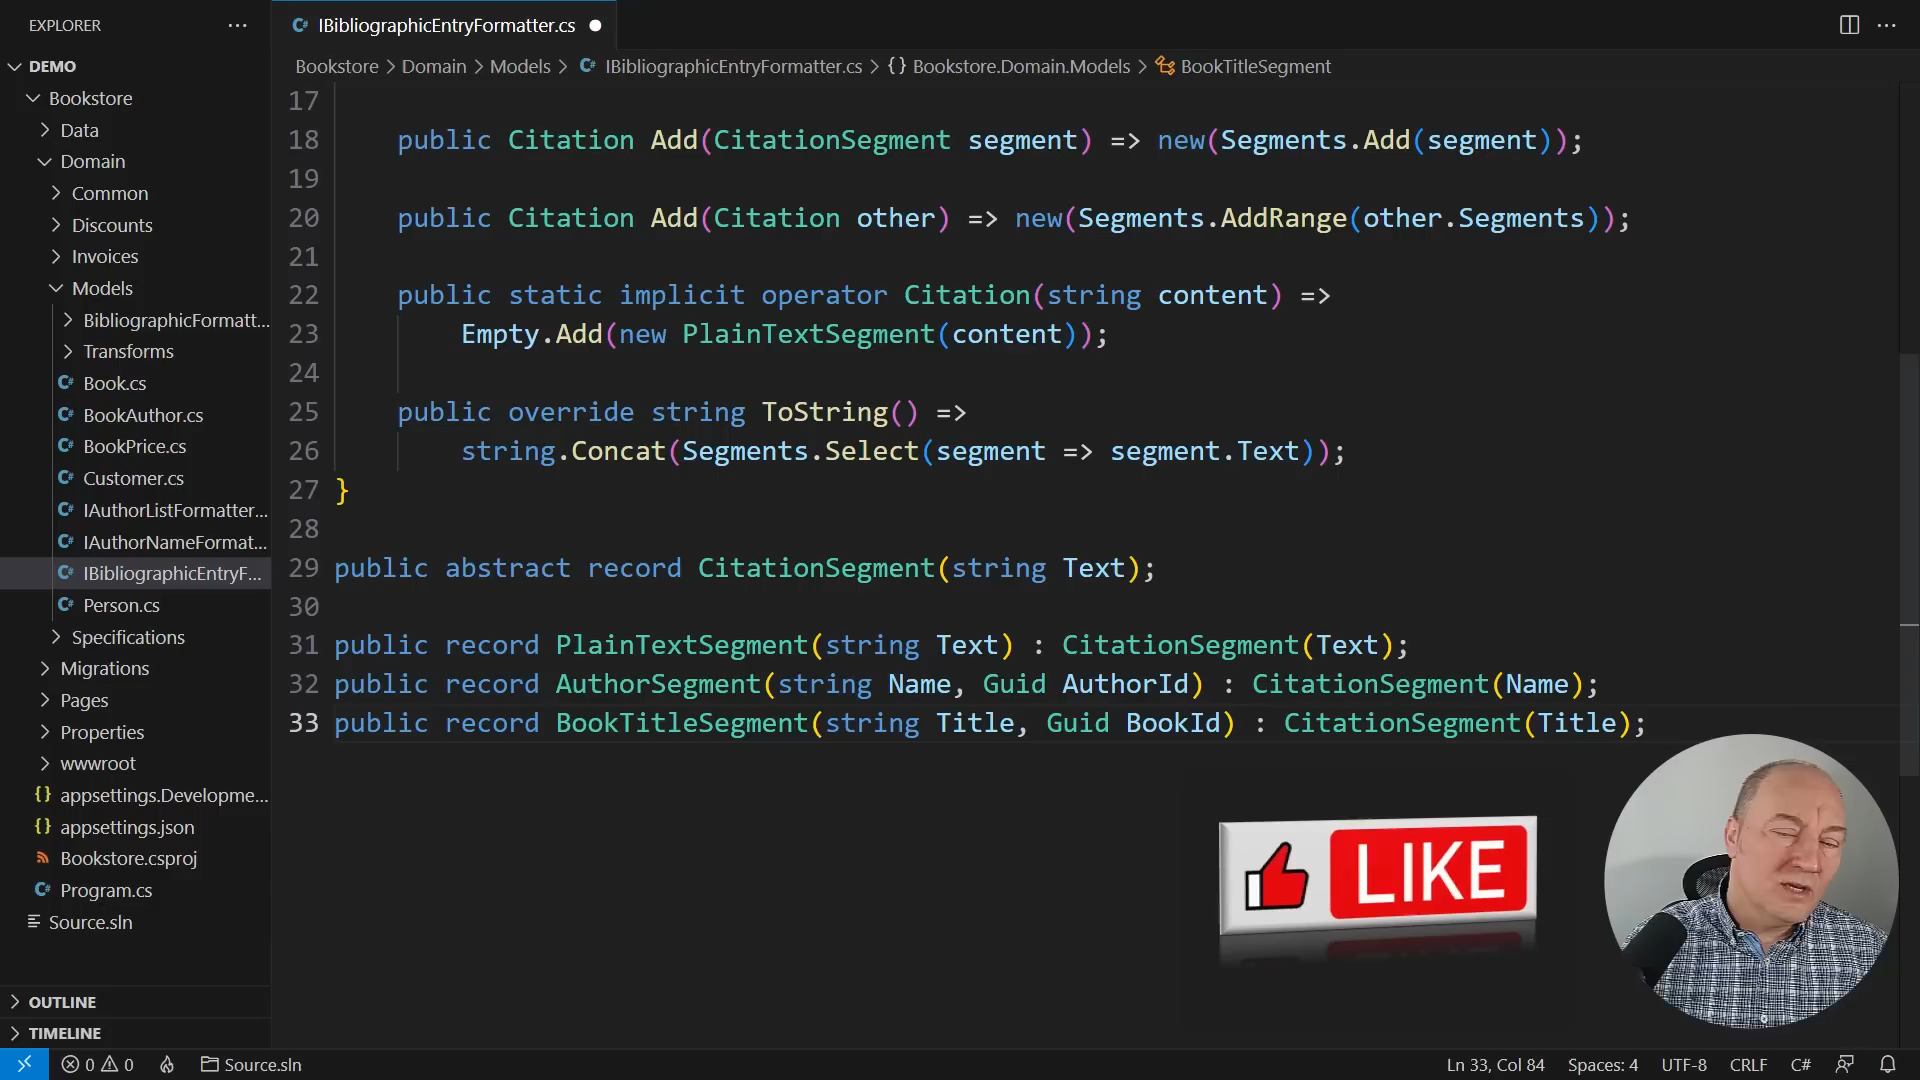 EXPLORER
DEMO
Bookstore
Data
Domain
Common
Discounts
Invoices
Models
BibliographicFormatt...
Transforms
Book.cs
BookAuthor.cs
BookPrice.cs
Customer.cs
IAuthorListFormatter...
IAuthorNameFormat...
IBibliographicEntryF...
Person.cs
Specifications
Migrations
Pages
Properties
wwwroot
appsettings.Developme...
appsettings.json
Bookstore.csproj
Program.cs
Source.sln
OUTLINE
TIMELINE
IBibliographicEntryFormatter.cs
Bookstore > Domain > Models > IBibliographicEntryFormatter.cs > {} Bookstore.Domain.Models > BookTitleSegment
17
18 public Citation Add(CitationSegment segment) => new(Segments.Add(segment));
19
20 public Citation Add(Citation other) => new(Segments.AddRange(other.Segments));
21
22 public static implicit operator Citation(string content) =>
23 Empty.Add(new PlainTextSegment(content));
24
25 public override string ToString() =>
26 string.Concat(Segments.Select(segment => segment.Text));
27 }
28
29 public abstract record CitationSegment(string Text);
30
31 public record PlainTextSegment(string Text) : CitationSegment(Text);
32 public record AuthorSegment(string Name, Guid AuthorId) : CitationSegment(Name);
33 public record BookTitleSegment(string Title, Guid BookId) : CitationSegment(Title);
LIKE
0 0 Source.sln Ln 33, Col 84 Spaces: 4 UTF-8 CRLF C#